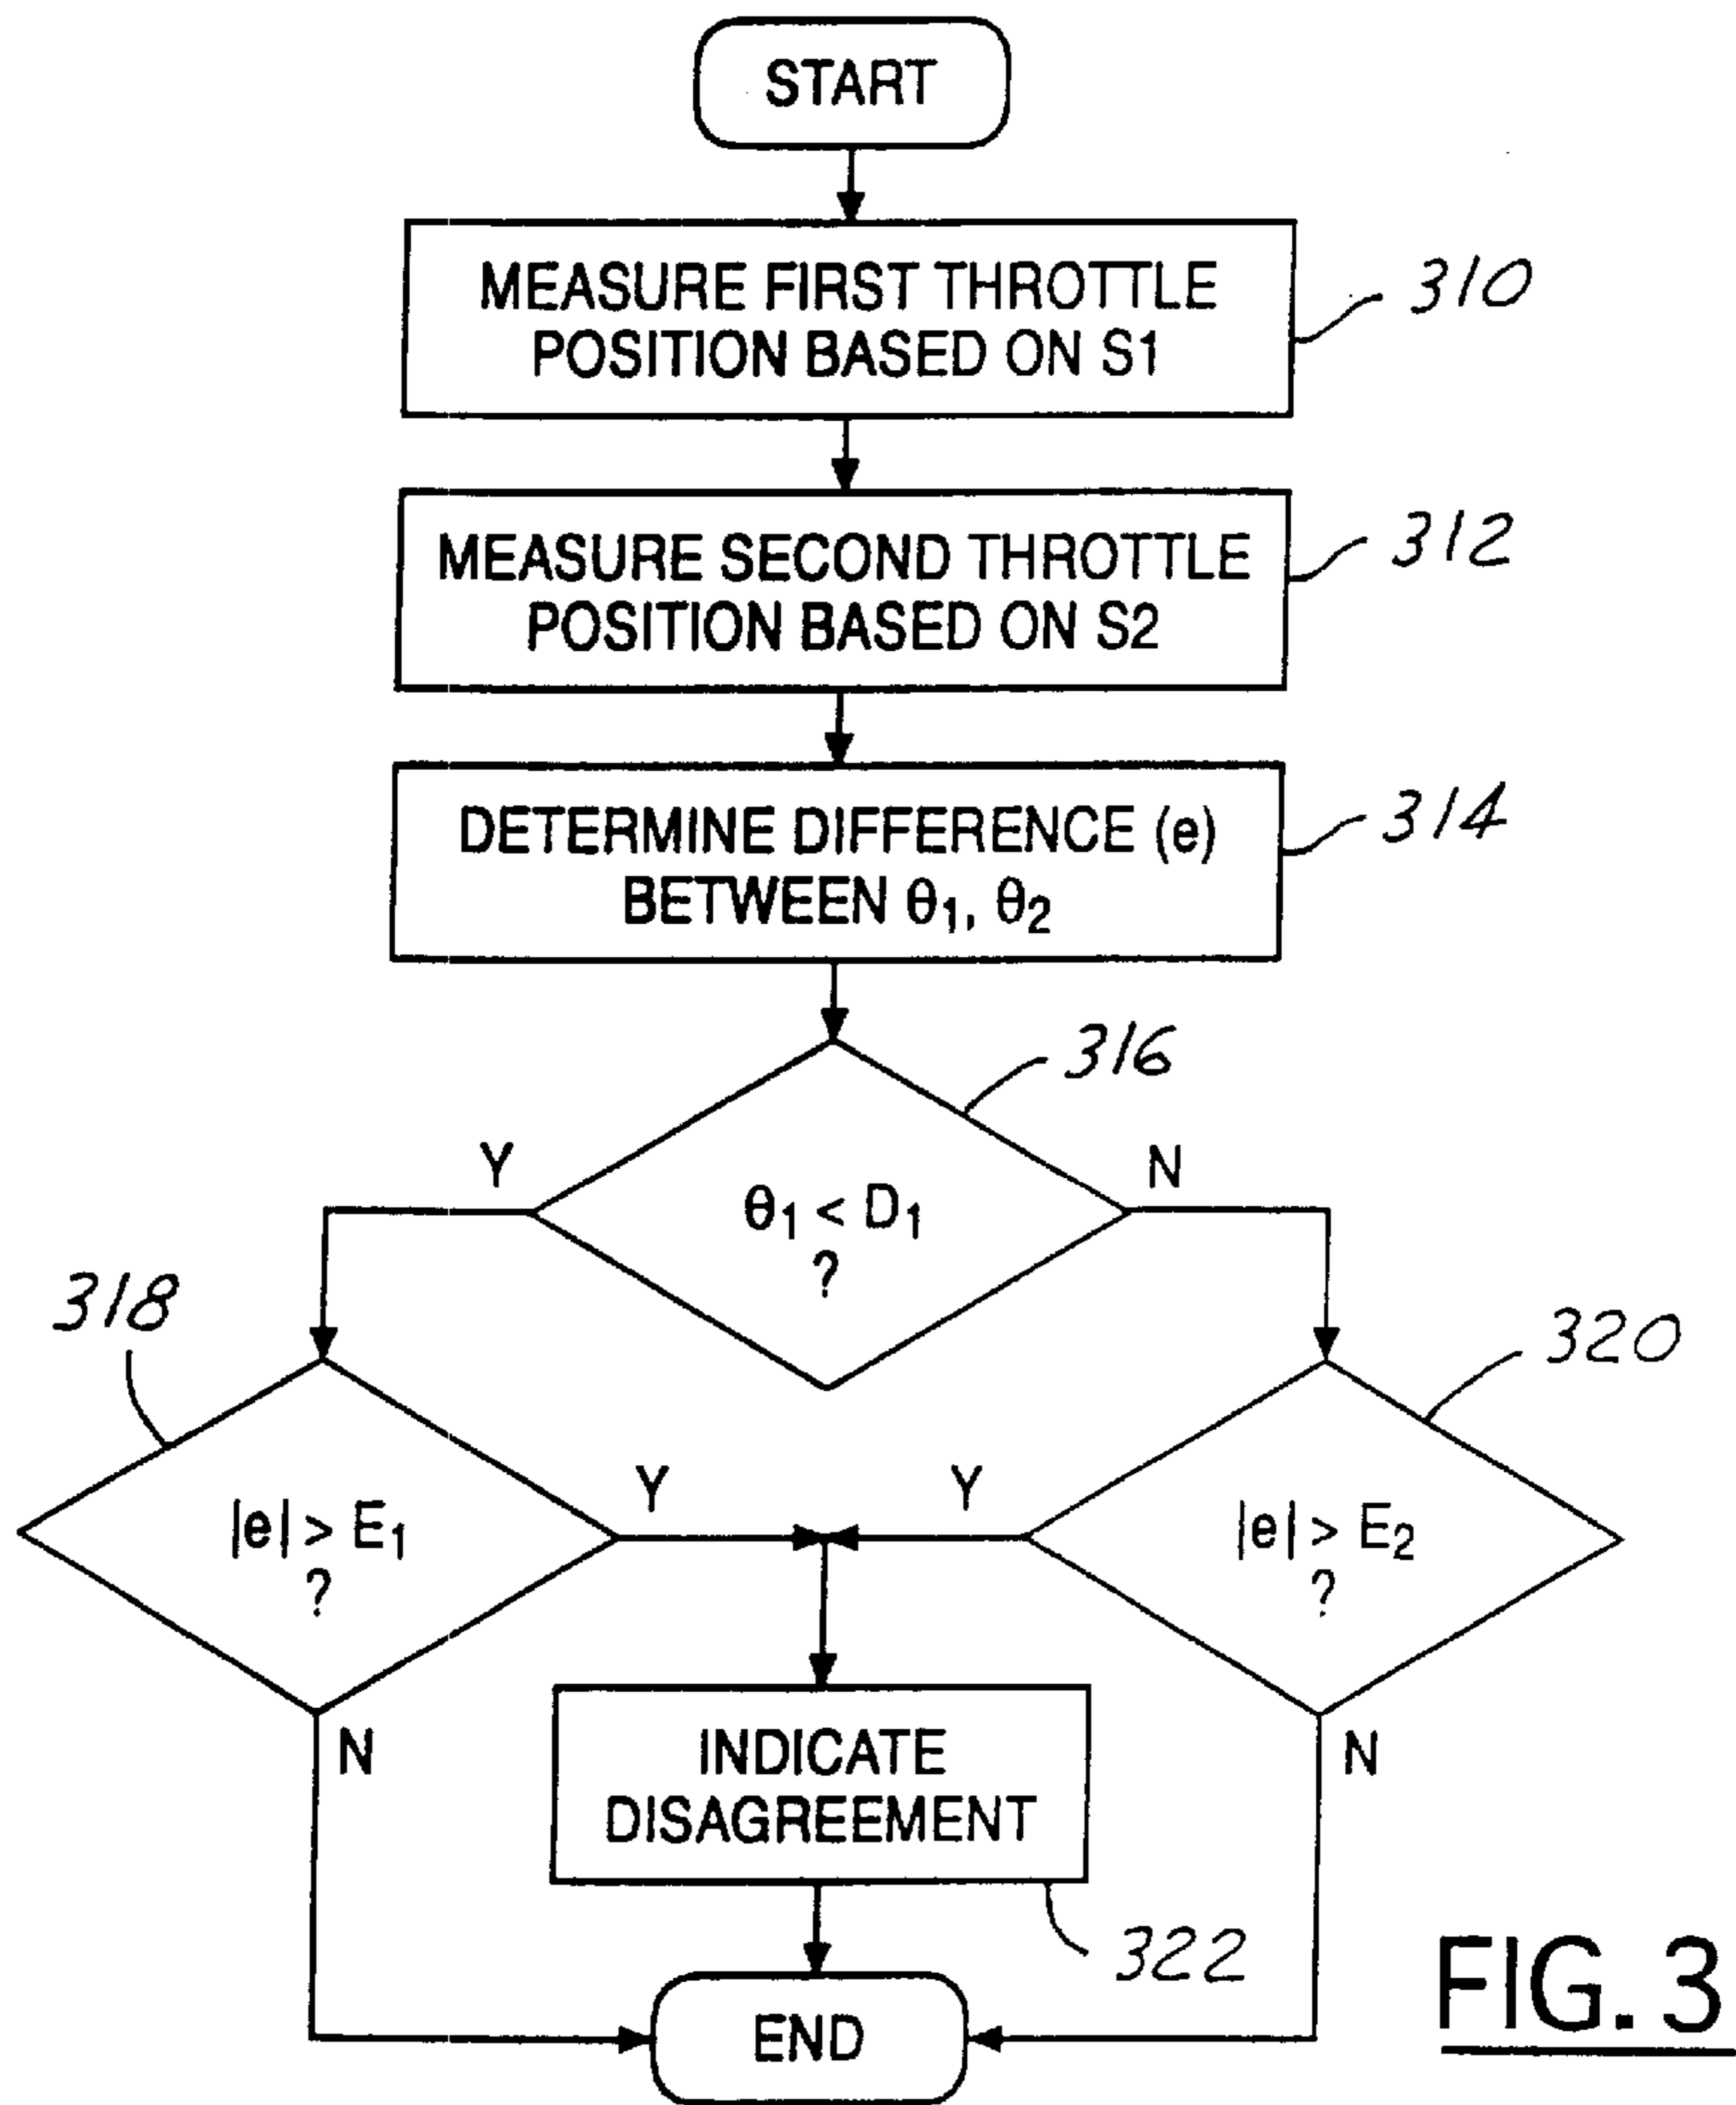 START
MEASURE FIRST THROTTLE
POSITION BASED ON S1
310
MEASURE SECOND THROTTLE
POSITION BASED ON S2
312
DETERMINE DIFFERENCE (e)
BETWEEN θ₁, θ₂
314
316
Y
N
θ₁ < D₁
?
318
320
|e| > E₁
?
Y
Y
|e| > E₂
?
N
INDICATE
DISAGREEMENT
N
322
END
FIG. 3